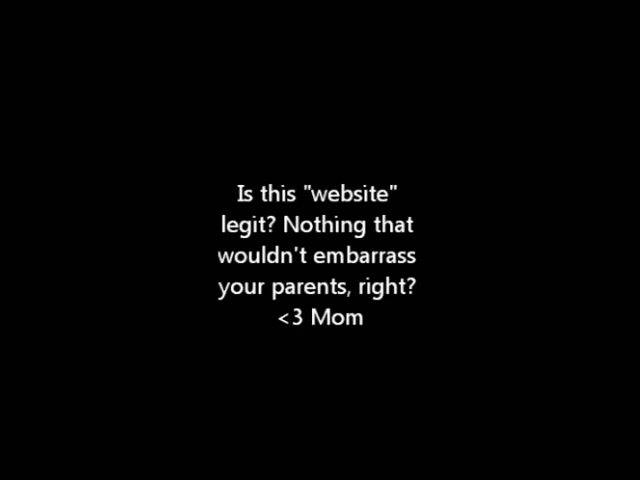 Is this "website"
legit? Nothing that
wouldn't embarrass
your parents, right?
<3 Mom